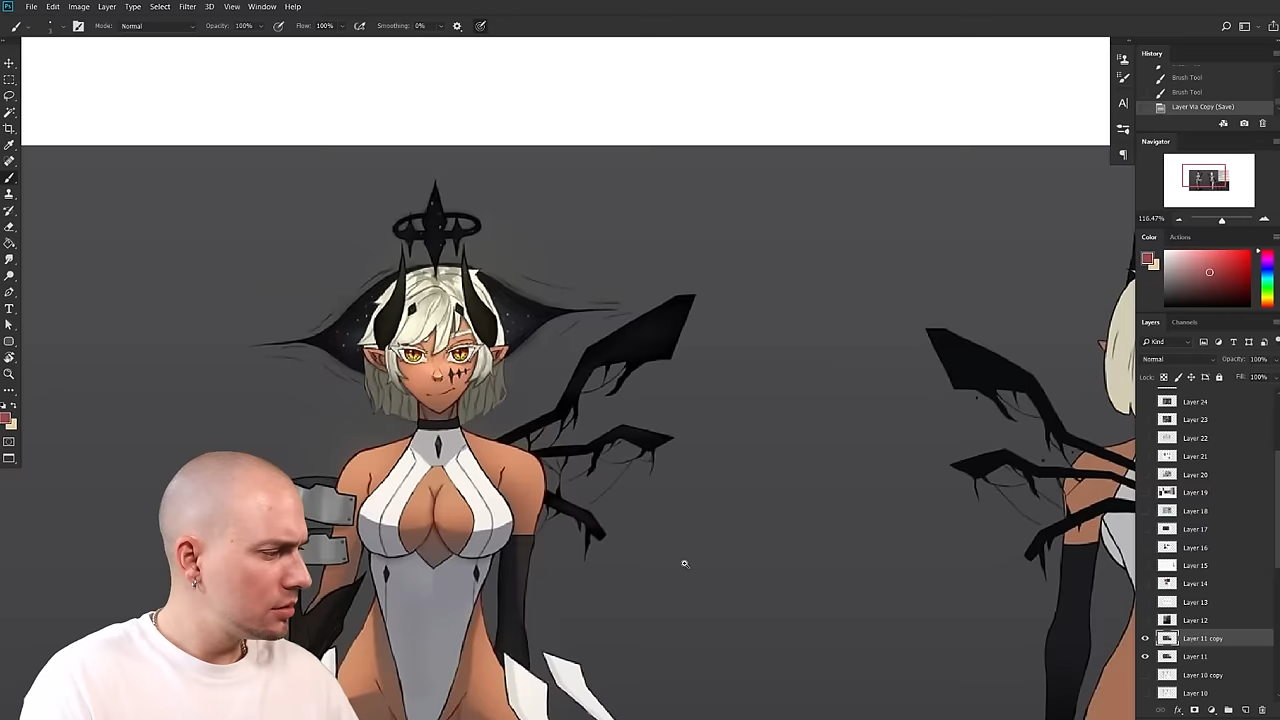 Ps File Edit Image Layer Type Select Filter 3D View Window Help
3 Mode: Normal Opacity: 100% Flow: 100% Smoothing: 0%
History
Brush Tool
Brush Tool
Layer Via Copy (Save)
Navigator
116.47%
Color Actions
Layers Channels
Kind
Normal Opacity: 100%
Lock: Fill: 100%
Layer 24
Layer 23
Layer 22
Layer 21
Layer 20
Layer 19
Layer 18
Layer 17
Layer 16
Layer 15
Layer 14
Layer 13
Layer 12
Layer 11 copy
Layer 11
Layer 10 copy
Layer 10